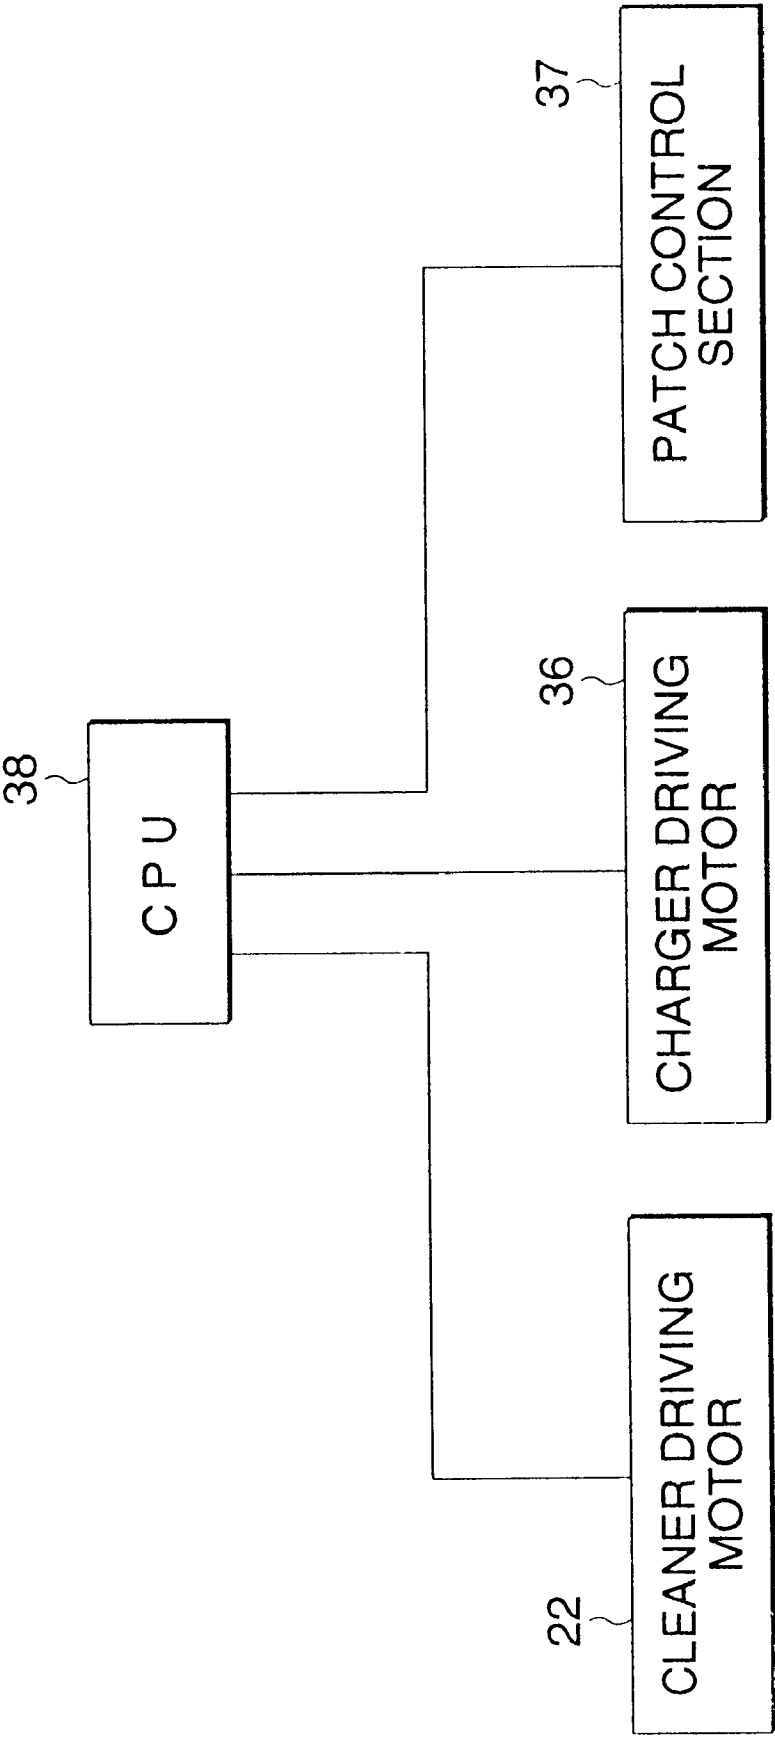 38
CPU
22
CLEANER DRIVING
MOTOR
36
CHARGER DRIVING
MOTOR
37
PATCH CONTROL
SECTION